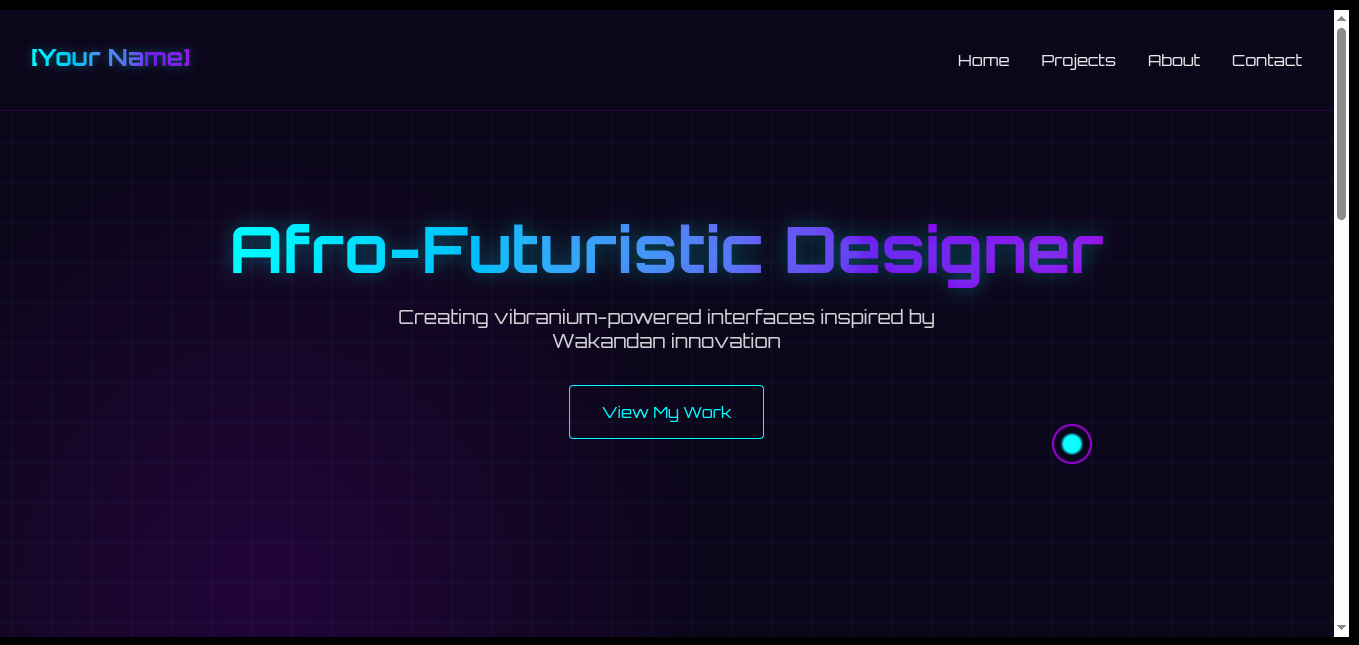 [Your Name]
Home Projects About Contact
Afro-Futuristic Designer
Creating vibranium-powered interfaces inspired by
Wakandan innovation
View My Work